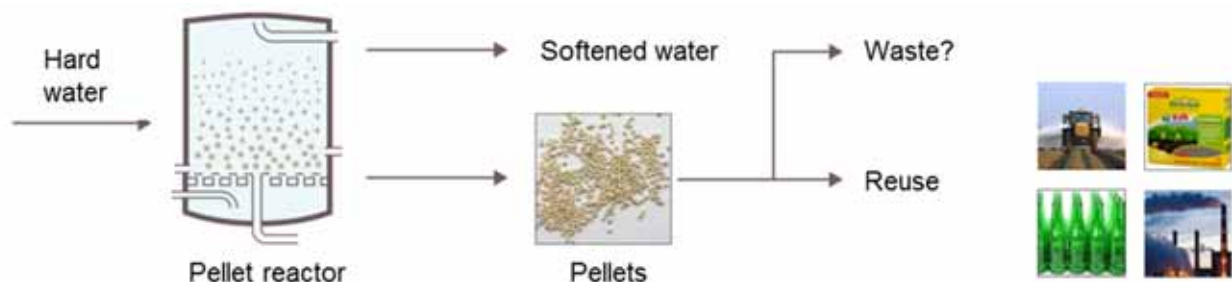 Hard
water
Softened water
Waste?
Reuse
Pellet reactor
Pellets